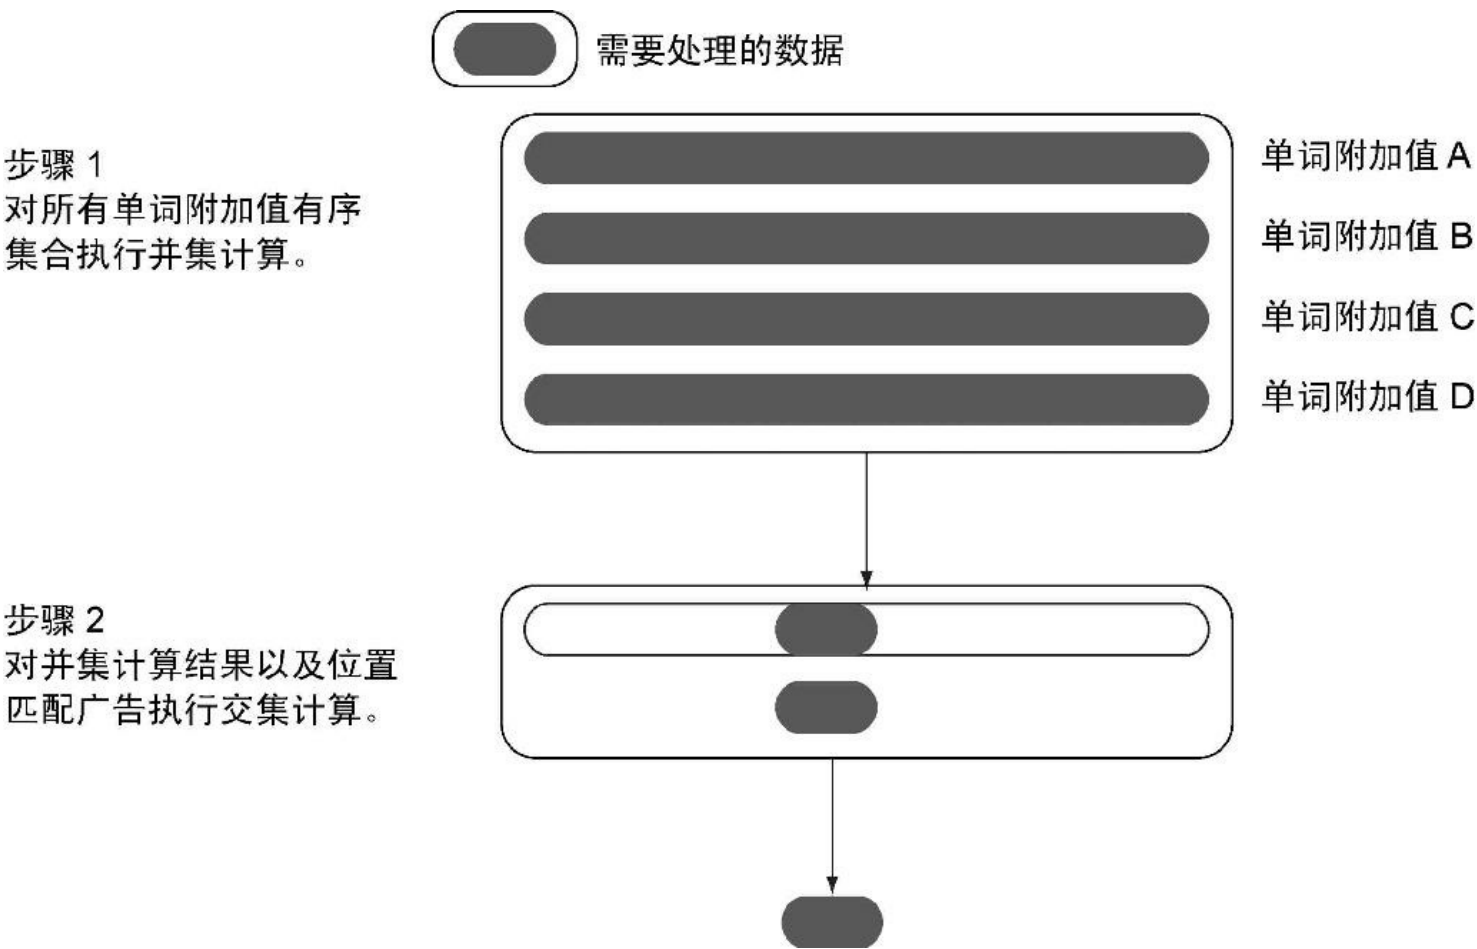 需要处理的数据
步骤 1
对所有单词附加值有序
集合执行并集计算。
单词附加值 A
单词附加值 B
单词附加值 C
单词附加值 D
步骤 2
对并集计算结果以及位置
匹配广告执行交集计算。